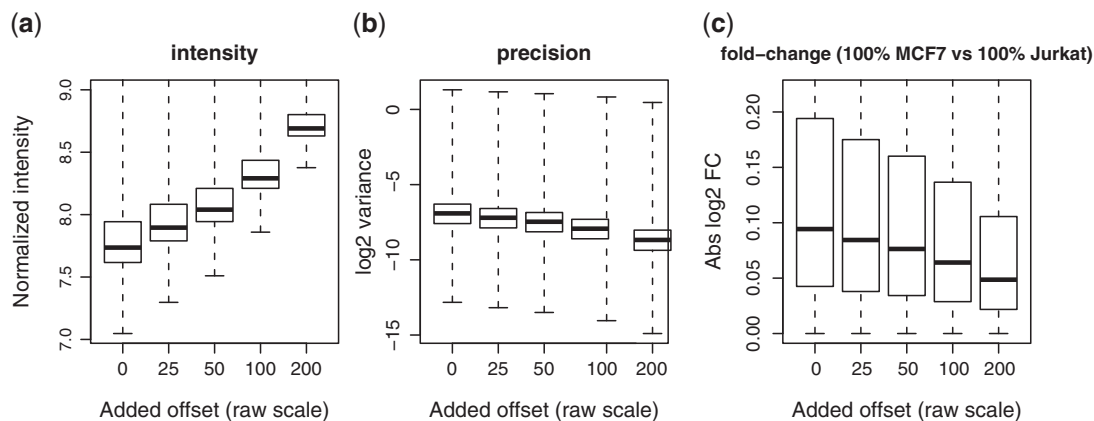 (a)
intensity
Normalized intensity
9.0
8.5
8.0
7.5
7.0
0 25 50 100 200
Added offset (raw scale)
(b)
precision
log2 variance
0
−5
−10
−15
0 25 50 100 200
Added offset (raw scale)
(c)
fold−change (100% MCF7 vs 100% Jurkat)
Abs log2 FC
0.20
0.15
0.10
0.05
0.00
0 25 50 100 200
Added offset (raw scale)